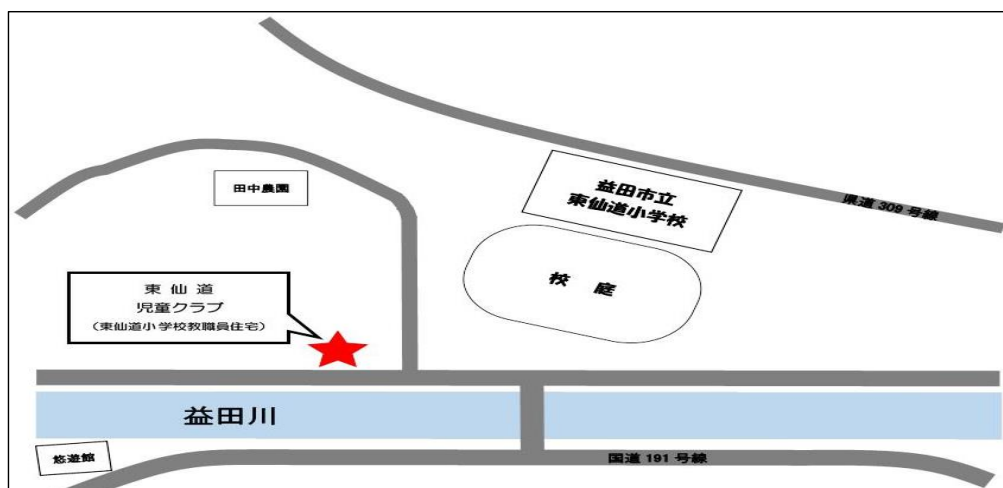 益田市立
東仙道小学校
県道 309 号線
田中農園
校 庭
東 仙 道
児童クラブ
（東仙道小学校教職員住宅）
益田川
悠遊館
国道 191 号線